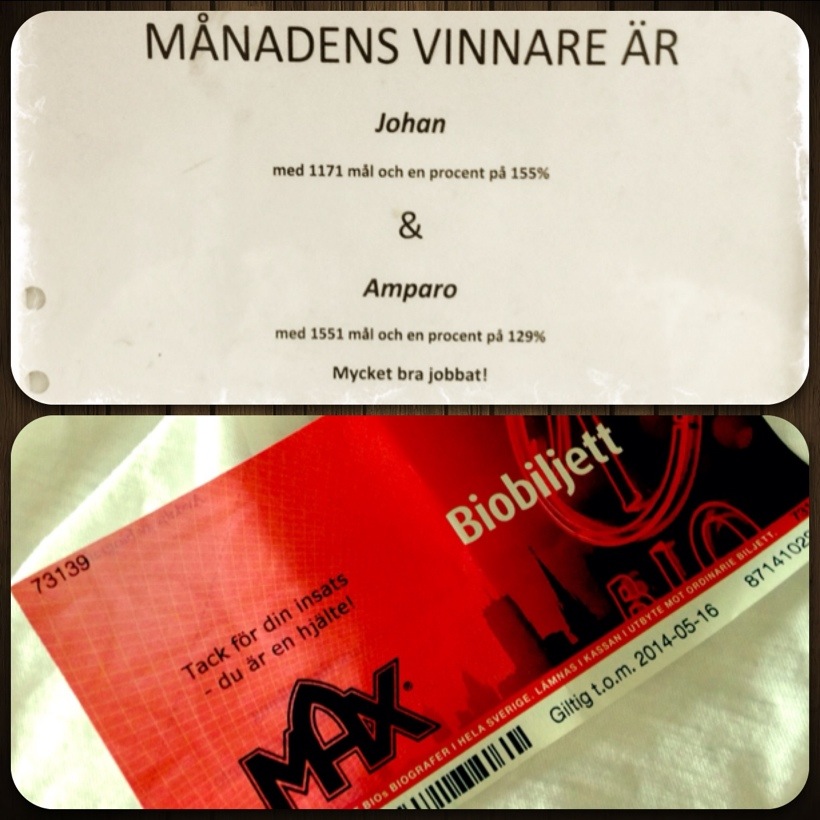 MÅNADENS VINNARE ÄR
Johan
med 1171 mål och en procent på 155%
&
Amparo
med 1551 mål och en procent på 129%
Mycket bra jobbat!
Biobiljett
BIO
73139
Tack för din insats
- du är en hjälte!
MAX
BIOs BIOGRAFER I HELA SVERIGE. LÄMNAS I KASSAN I UTBYTE MOT ORDINARIE BILJETT.
Giltig t.o.m. 2014-05-16
8714102